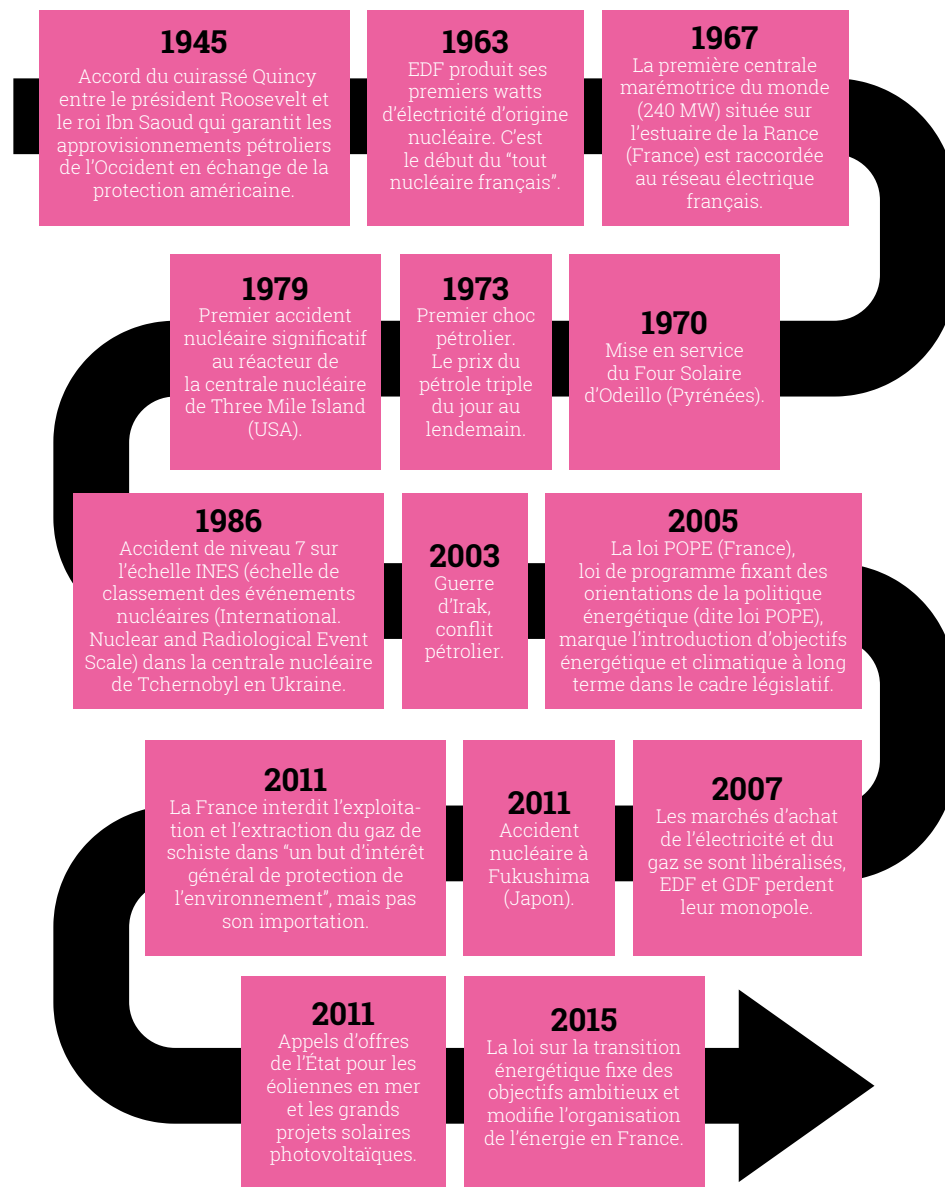 1945
Accord du cuirassé Quincy
entre le président Roosevelt et
le roi Ibn Saoud qui garantit les
approvisionnements pétroliers
de l'Occident en échange de la
protection américaine.
1963
EDF produit ses
premiers watts
d'électricité d'origine
nucléaire. C'est
le début du "tout
nucléaire français".
1967
La première centrale
marémotrice du monde
(240 MW) située sur
l'estuaire de la Rance
(France) est raccordée
au réseau électrique
français.
1970
Mise en service
du Four Solaire
d'Odeillo (Pyrénées).
1973
Premier choc
pétrolier.
Le prix du
pétrole triple
du jour au
lendemain.
1979
Premier accident
nucléaire significatif
au réacteur de
la centrale nucléaire
de Three Mile Island
(USA).
1986
Accident de niveau 7 sur
l'échelle INES (échelle de
classement des événements
nucléaires (International.
Nuclear and Radiological Event
Scale) dans la centrale nucléaire
de Tchernobyl en Ukraine.
2003
Guerre
d'Irak,
conflit
pétrolier.
2005
La loi POPE (France),
loi de programme fixant des
orientations de la politique
énergétique (dite loi POPE),
marque l'introduction d'objectifs
énergétique et climatique à long
terme dans le cadre législatif.
2007
Les marchés d'achat
de l'électricité et du
gaz se sont libéralisés,
EDF et GDF perdent
leur monopole.
2011
Accident
nucléaire à
Fukushima
(Japon).
2011
La France interdit l'exploita-
tion et l'extraction du gaz de
schiste dans "un but d'intérêt
général de protection de
l'environnement", mais pas
son importation.
2011
Appels d'offres
de l'État pour les
éoliennes en mer
et les grands
projets solaires
photovoltaïques.
2015
La loi sur la transition
énergétique fixe des
objectifs ambitieux et
modifie l'organisation
de l'énergie en France.